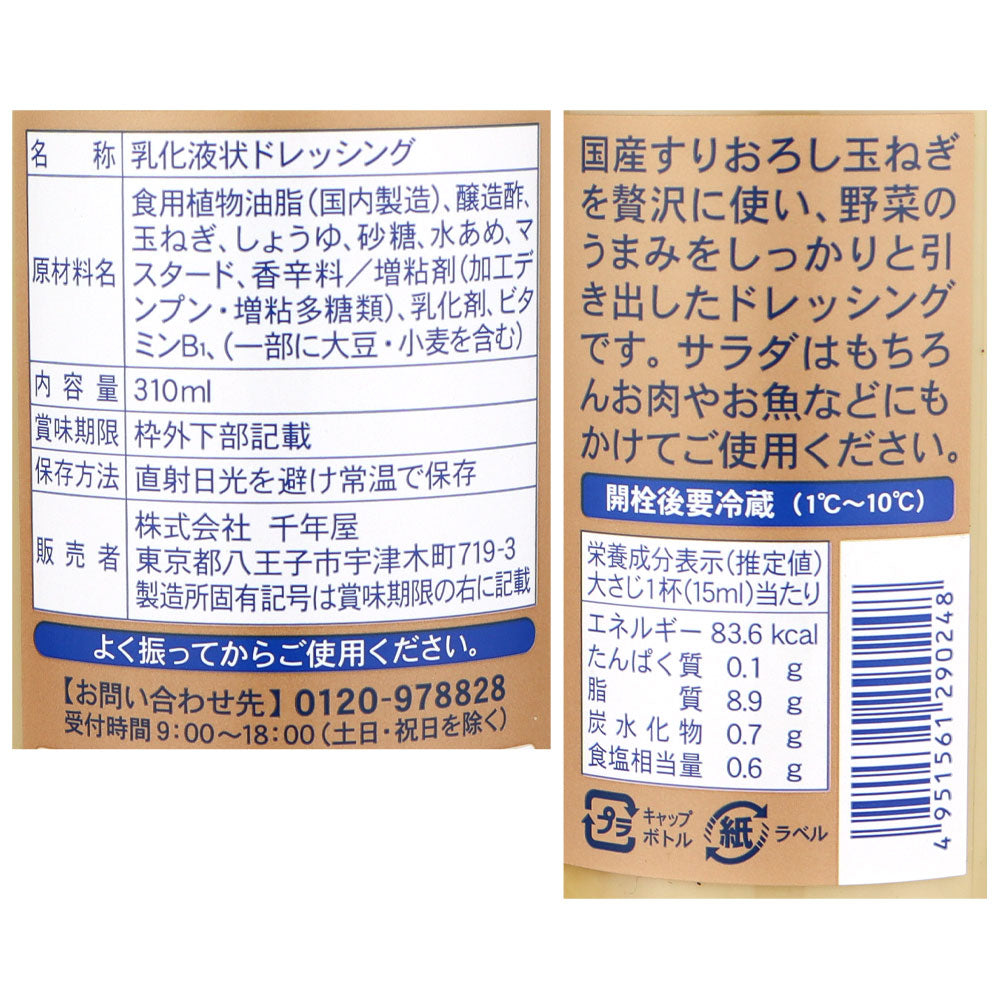 名称 乳化液状ドレッシング
原材料名 食用植物油脂(国内製造)、醸造酢、
玉ねぎ、しょうゆ、砂糖、水あめ、マ
スタード、香辛料／増粘剤(加工デ
ンプン・増粘多糖類)、乳化剤、ビタ
ミンB₁、(一部に大豆・小麦を含む)
内容量 310ml
賞味期限 枠外下部記載
保存方法 直射日光を避け常温で保存
販売者 株式会社 千年屋
東京都八王子市宇津木町719-3
製造所固有記号は賞味期限の右に記載
よく振ってからご使用ください。
【お問い合わせ先】0120-978828
受付時間9:00～18:00(土日・祝日を除く)
国産すりおろし玉ねぎ
を贅沢に使い、野菜の
うまみをしっかりと引
き出したドレッシング
です。サラダはもちろ
んお肉やお魚などにも
かけてご使用ください。
開栓後要冷蔵 (1℃～10℃)
栄養成分表示(推定値)
大さじ1杯(15ml)当たり
エネルギー 83.6 kcal
たんぱく質 0.1 g
脂質 8.9 g
炭水化物 0.7 g
食塩相当量 0.6 g
プラ キャップ
ボトル
紙 ラベル
4951561290248